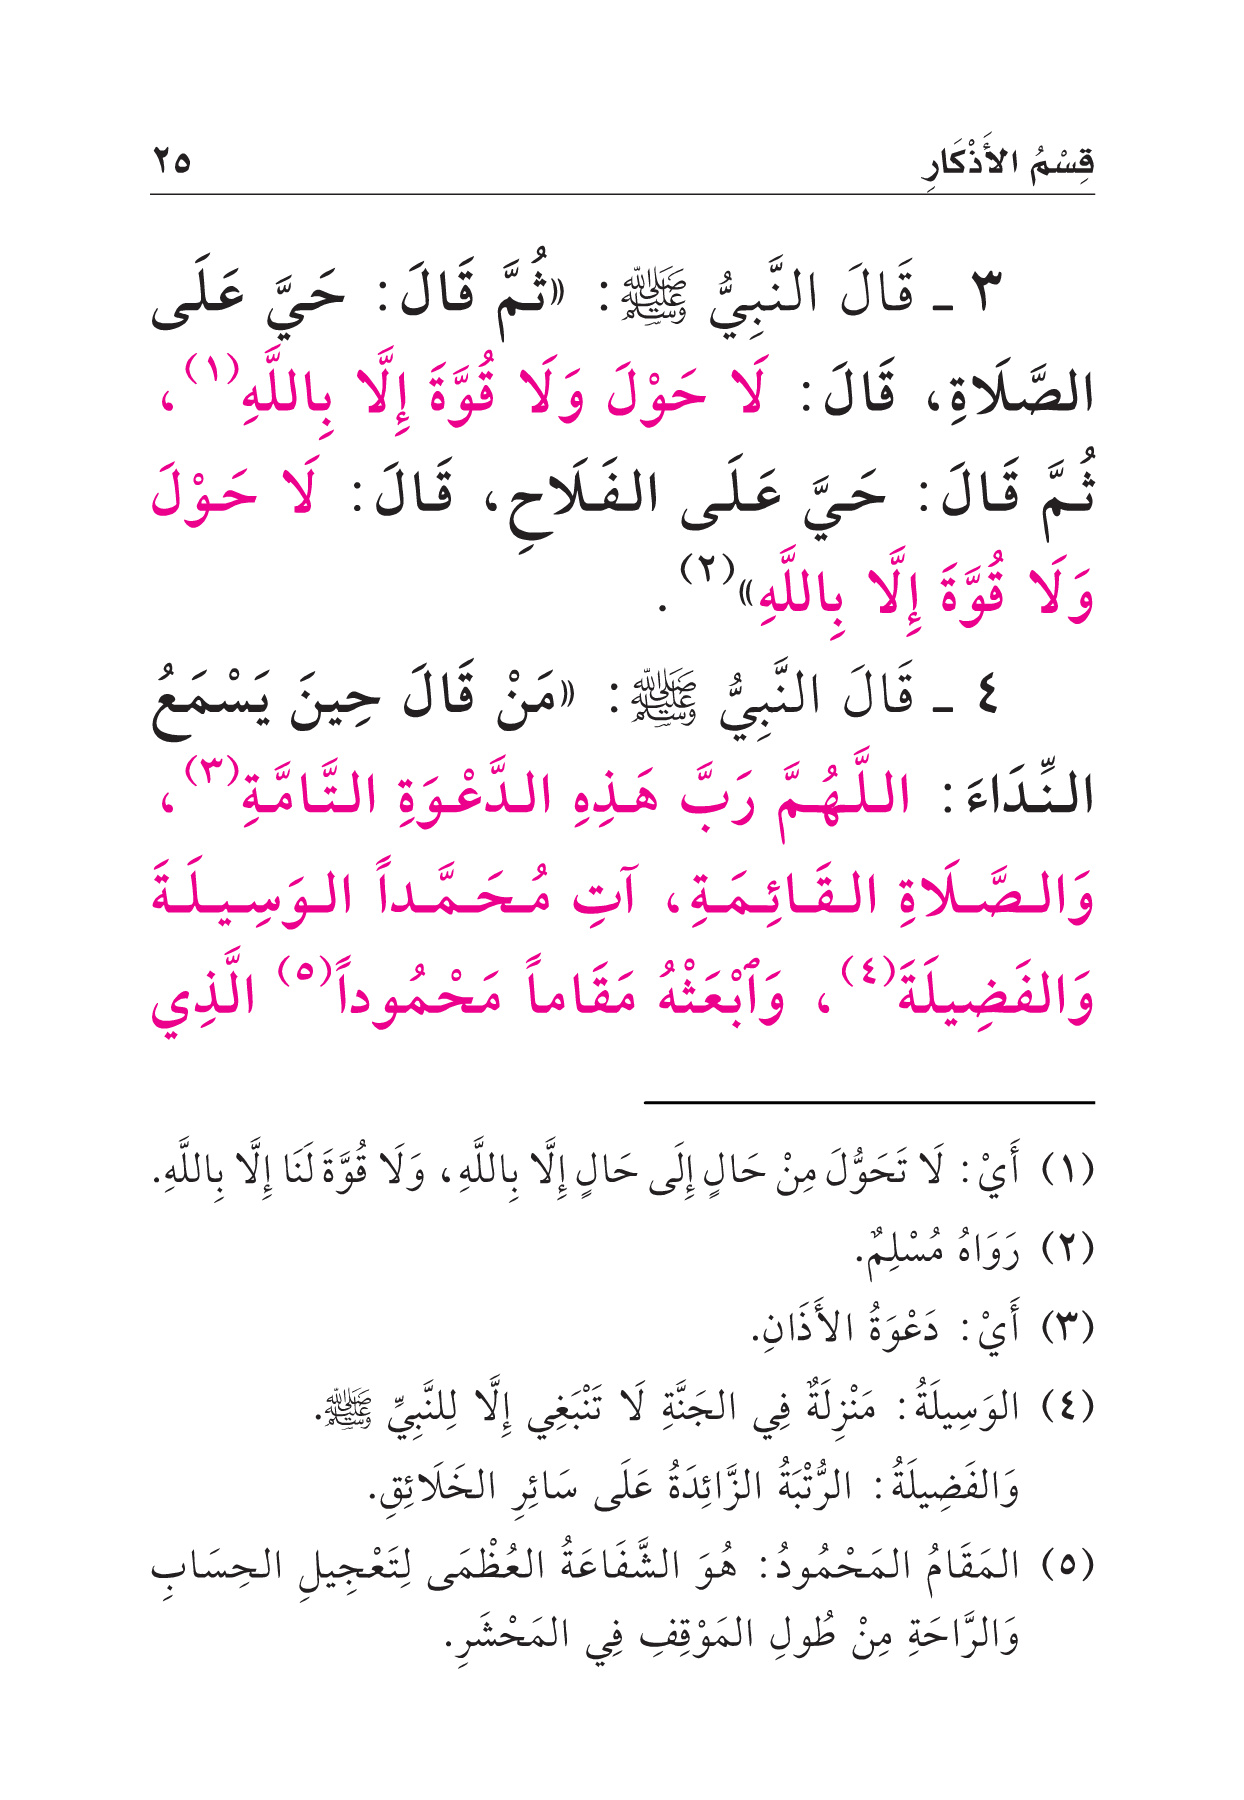 قِسْمُ الأَذْكَارِ ٢٥
٣ ـ قَالَ النَّبِيُّ ﷺ: «ثُمَّ قَالَ: حَيَّ عَلَى
الصَّلَاةِ، قَالَ: لَا حَوْلَ وَلَا قُوَّةَ إِلَّا بِاللَّهِ(١)،
ثُمَّ قَالَ: حَيَّ عَلَى الفَلَاحِ، قَالَ: لَا حَوْلَ
وَلَا قُوَّةَ إِلَّا بِاللَّهِ»(٢).
٤ ـ قَالَ النَّبِيُّ ﷺ: «مَنْ قَالَ حِينَ يَسْمَعُ
النِّدَاءَ: اللَّهُمَّ رَبَّ هَذِهِ الدَّعْوَةِ التَّامَّةِ(٣)،
وَالصَّلَاةِ القَائِمَةِ، آتِ مُحَمَّداً الوَسِيلَةَ
وَالفَضِيلَةَ(٤)، وَٱبْعَثْهُ مَقَاماً مَحْمُوداً(٥) الَّذِي
(١) أَيْ: لَا تَحَوُّلَ مِنْ حَالٍ إِلَى حَالٍ إِلَّا بِاللَّهِ، وَلَا قُوَّةَ لَنَا إِلَّا بِاللَّهِ.
(٢) رَوَاهُ مُسْلِمٌ.
(٣) أَيْ: دَعْوَةُ الأَذَانِ.
(٤) الوَسِيلَةُ: مَنْزِلَةٌ فِي الجَنَّةِ لَا تَنْبَغِي إِلَّا لِلنَّبِيِّ ﷺ.
وَالفَضِيلَةُ: الرُّتْبَةُ الزَّائِدَةُ عَلَى سَائِرِ الخَلَائِقِ.
(٥) المَقَامُ المَحْمُودُ: هُوَ الشَّفَاعَةُ العُظْمَى لِتَعْجِيلِ الحِسَابِ
وَالرَّاحَةِ مِنْ طُولِ المَوْقِفِ فِي المَحْشَرِ.